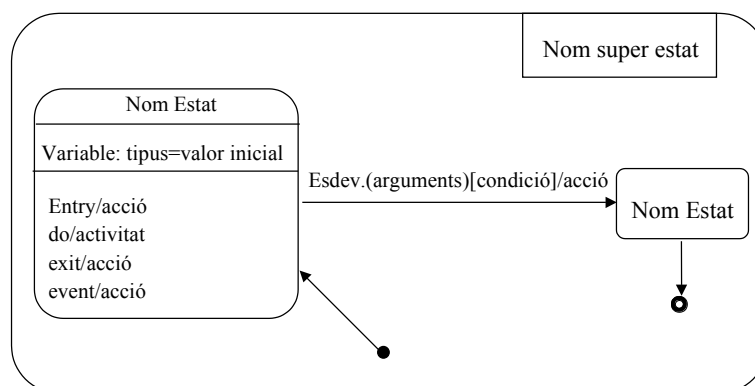 Nom super estat
Nom Estat
Variable: tipus=valor inicial
Entry/acció
do/activitat
exit/acció
event/acció
Esdev.(arguments)[condició]/acció
Nom Estat